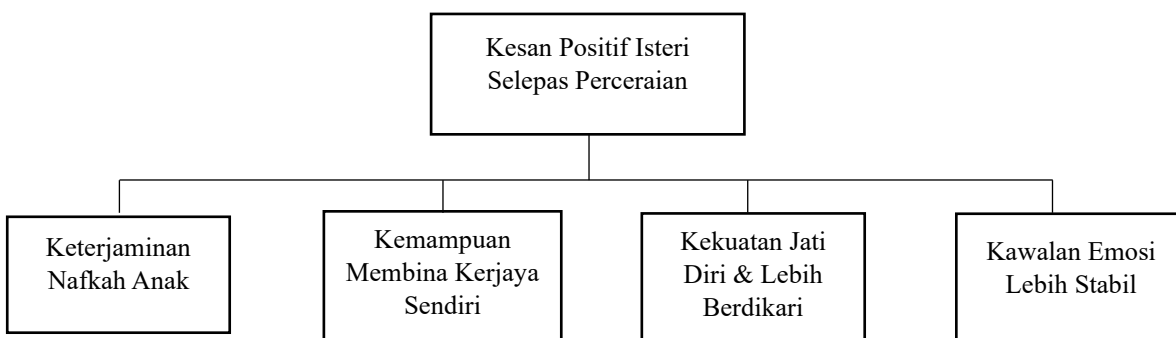 Kesan Positif Isteri
Selepas Perceraian
Keterjaminan
Nafkah Anak
Kemampuan
Membina Kerjaya
Sendiri
Kekuatan Jati
Diri & Lebih
Berdikari
Kawalan Emosi
Lebih Stabil